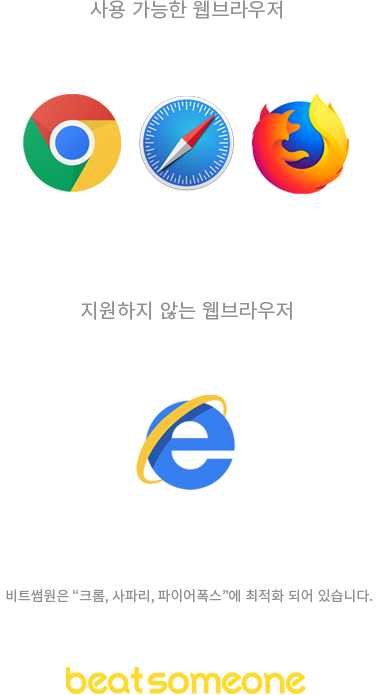 사용 가능한 웹브라우저
지원하지 않는 웹브라우저
비트썸원은 “크롬, 사파리, 파이어폭스”에 최적화 되어 있습니다.
beatsomeone